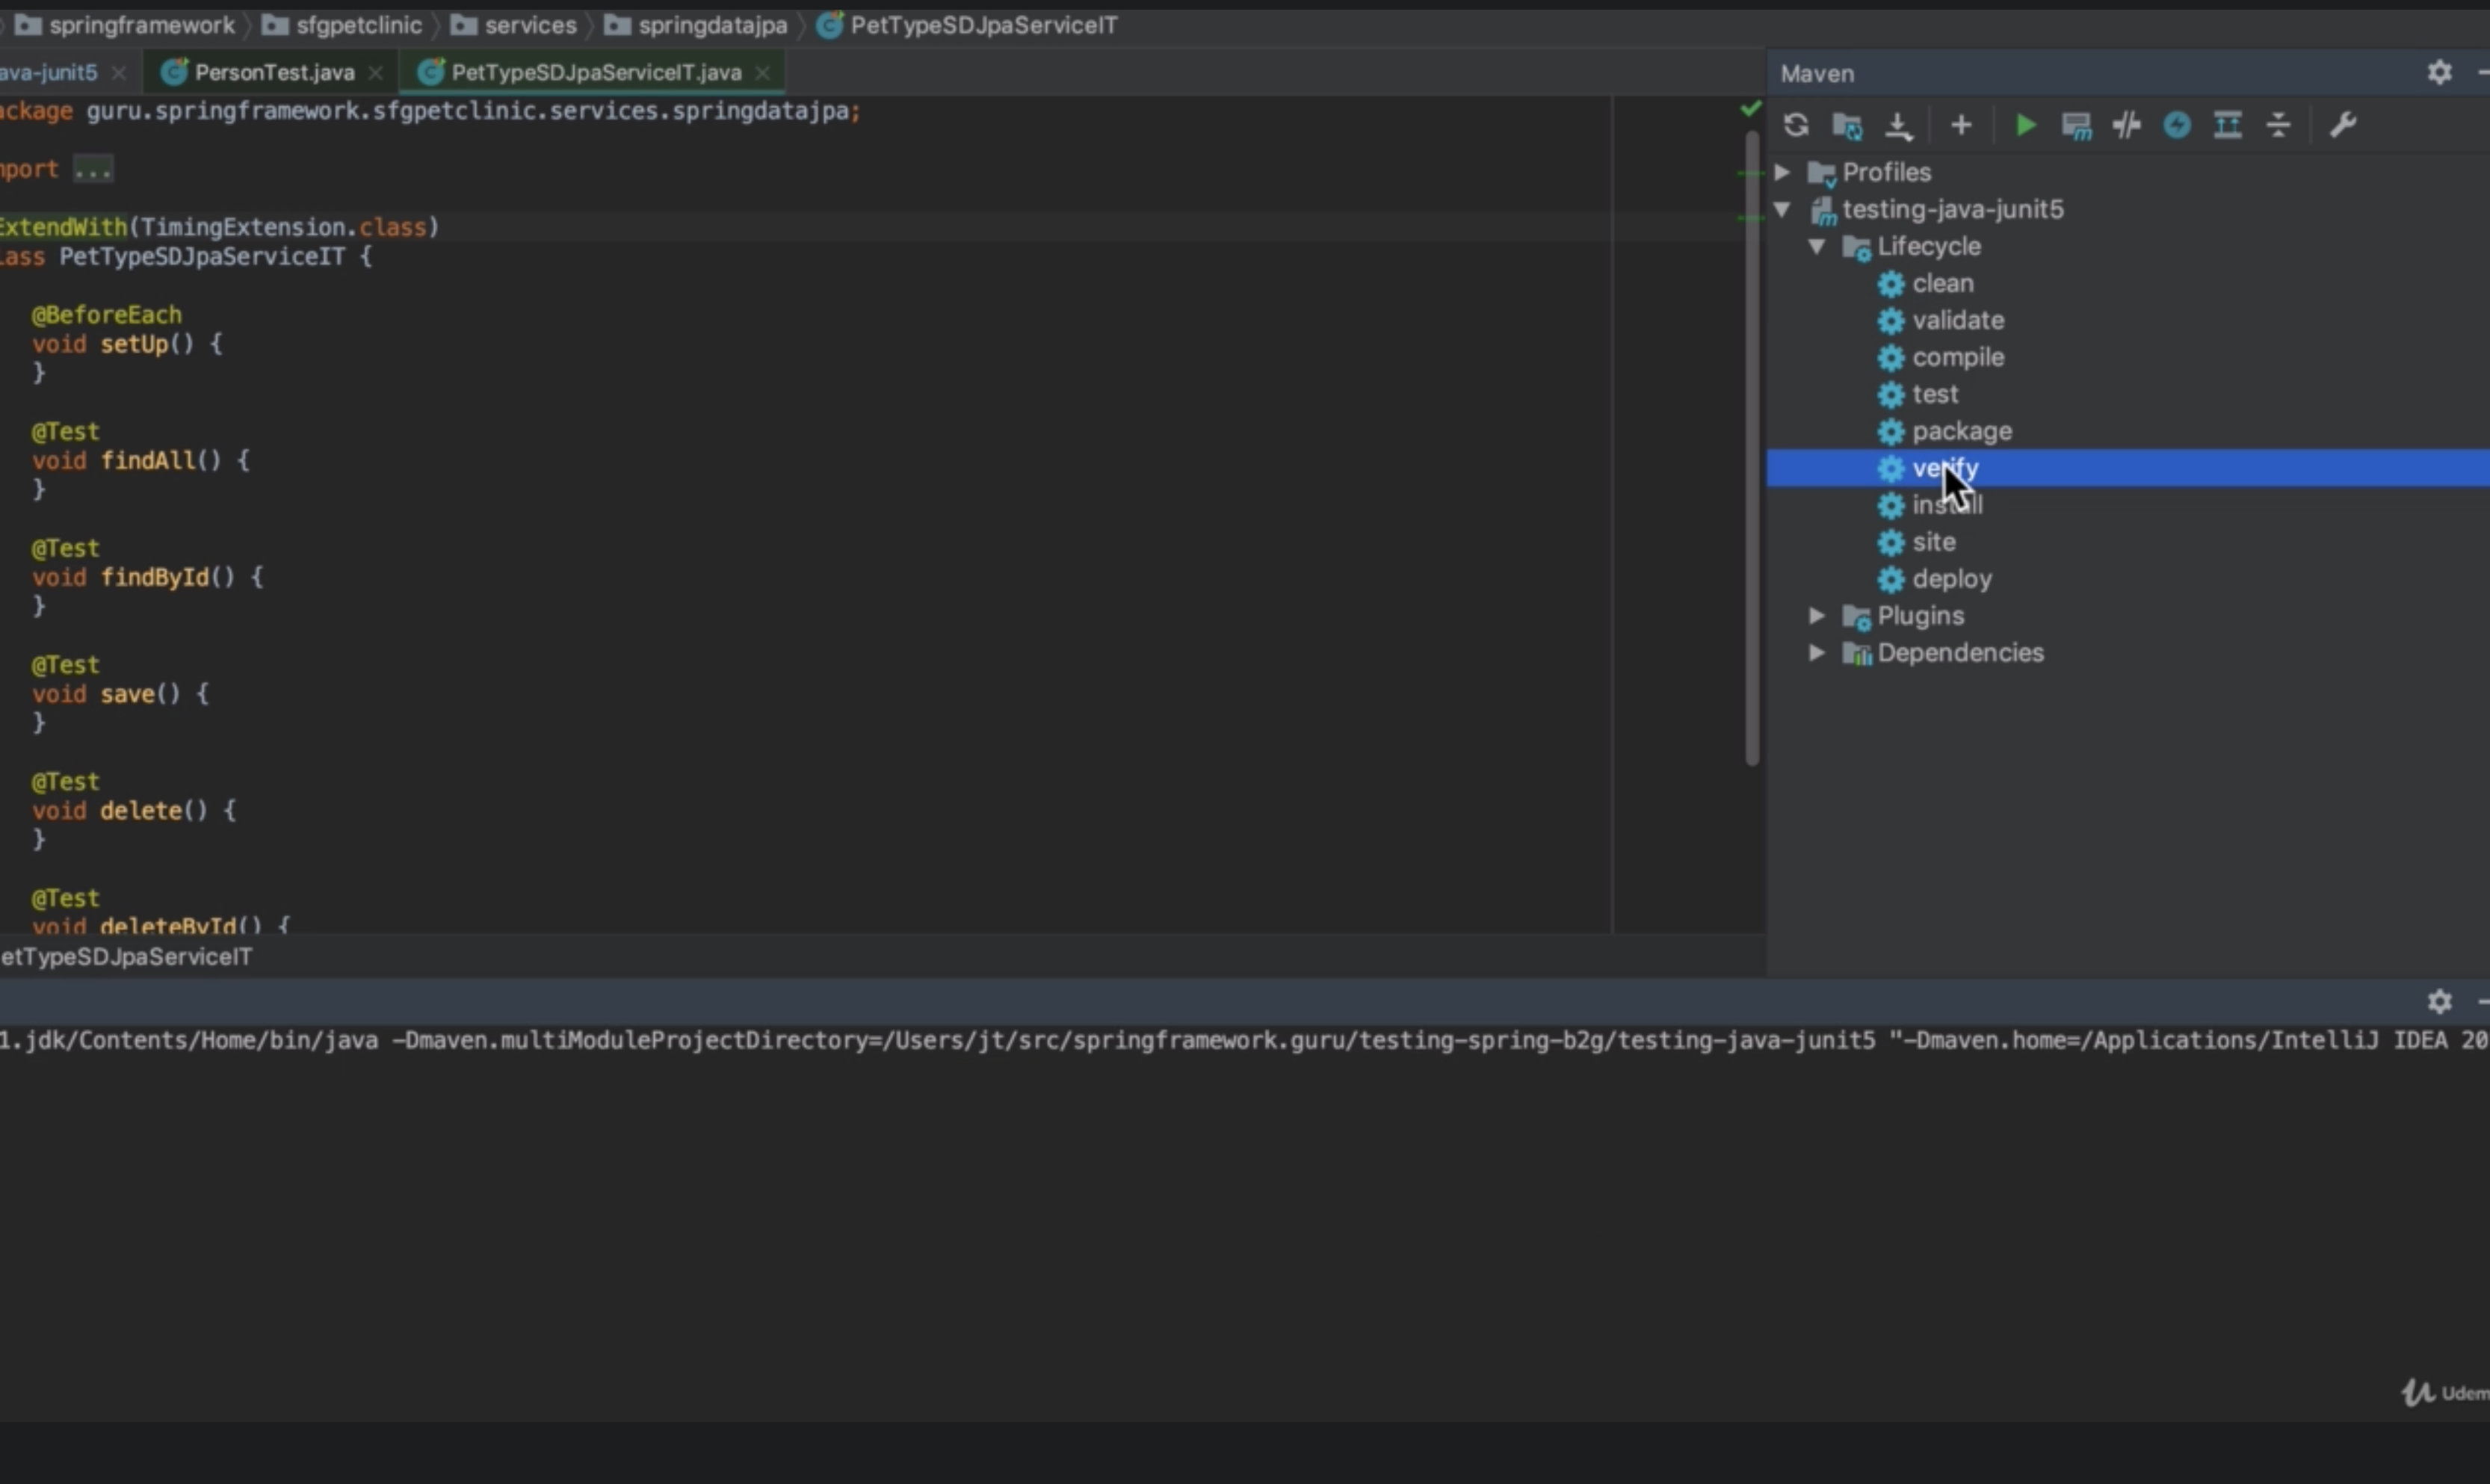 springframework sfgpetclinic services springdatajpa PetTypeSDJpaServiceIT
ava-junit5 PersonTest.java PetTypeSDJpaServiceIT.java
ackage guru.springframework.sfgpetclinic.services.springdatajpa;
mport ...
ExtendWith(TimingExtension.class)
lass PetTypeSDJpaServiceIT {
@BeforeEach
void setUp() {
}
@Test
void findAll() {
}
@Test
void findById() {
}
@Test
void save() {
}
@Test
void delete() {
}
@Test
void deleteById() {
etTypeSDJpaServiceIT
Maven
Profiles
testing-java-junit5
Lifecycle
clean
validate
compile
test
package
verify
install
site
deploy
Plugins
Dependencies
1.jdk/Contents/Home/bin/java -Dmaven.multiModuleProjectDirectory=/Users/jt/src/springframework.guru/testing-spring-b2g/testing-java-junit5 "-Dmaven.home=/Applications/IntelliJ IDEA 20
Udem